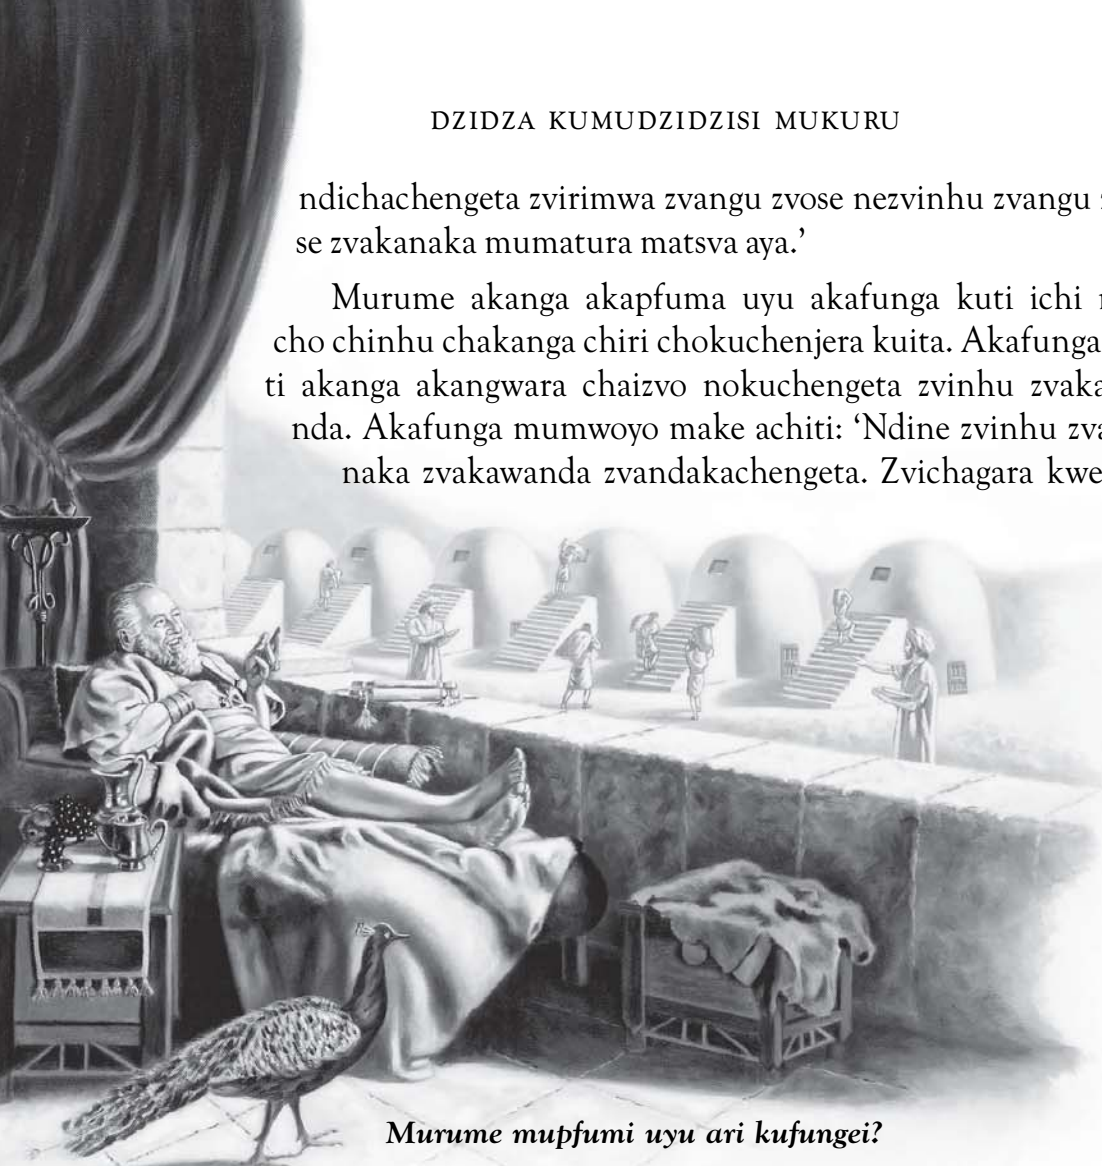 DZIDZA KUMUDZIDZISI MUKURU
ndichachengeta zvirimwa zvangu zvose nezvinhu zvangu
se zvakanaka mumatura matsva aya.’
Murume akanga akapfuma uyu akafunga kuti ichi
cho chinhu chakanga chiri chokuchenjera kuita. Akafunga
ti akanga akangwara chaizvo nokuchengeta zvinhu zvaka
nda. Akafunga mumwoyo make achiti: ‘Ndine zvinhu zva
naka zvakawanda zvandakachengeta. Zvichagara kwe
Murume mupfumi uyu ari kufungei?